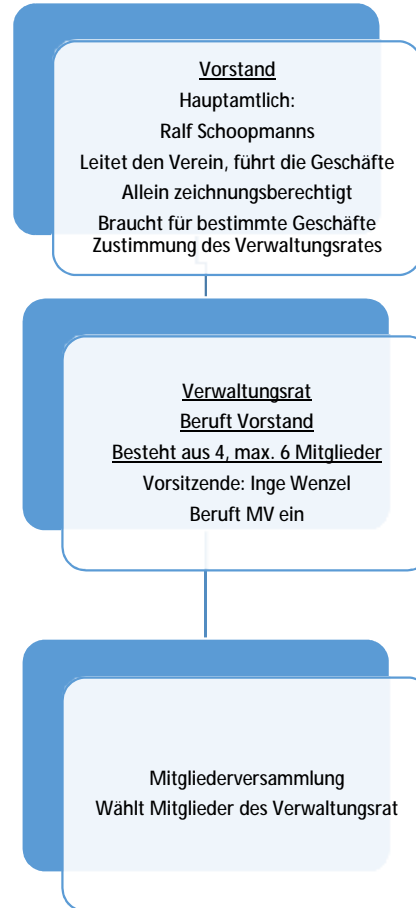 Vorstand
Hauptamtlich:
Ralf Schoopmanns
Leitet den Verein, führt die Geschäfte
Allein zeichnungsberechtigt
Braucht für bestimmte Geschäfte
Zustimmung des Verwaltungsrates
Verwaltungsrat
Beruft Vorstand
Besteht aus 4, max. 6 Mitglieder
Vorsitzende: Inge Wenzel
Beruft MV ein
Mitgliederversammlung
Wählt Mitglieder des Verwaltungsrat